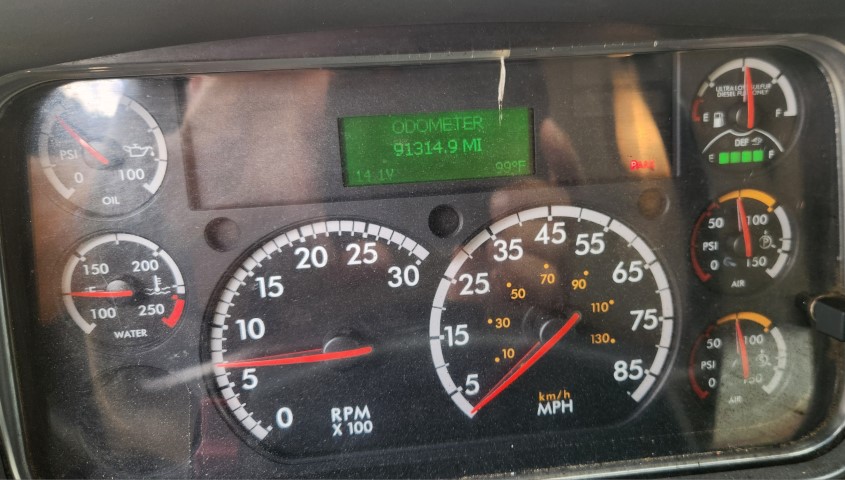 ODOMETER
91314.9 MI
14.1V 99°F
PSI
0 100
OIL
150 200
°F
100 250
WATER
0 5 10 15 20 25 30
RPM
X 100
5 15 25 35 45 55 65 75 85
10 30 50 70 90 110 130
km/h
MPH
ULTRA LOW SULFUR
DIESEL FUEL ONLY
E F
DEF
E F
50 100
PSI
0 150
AIR
50 100
PSI
0 150
AIR